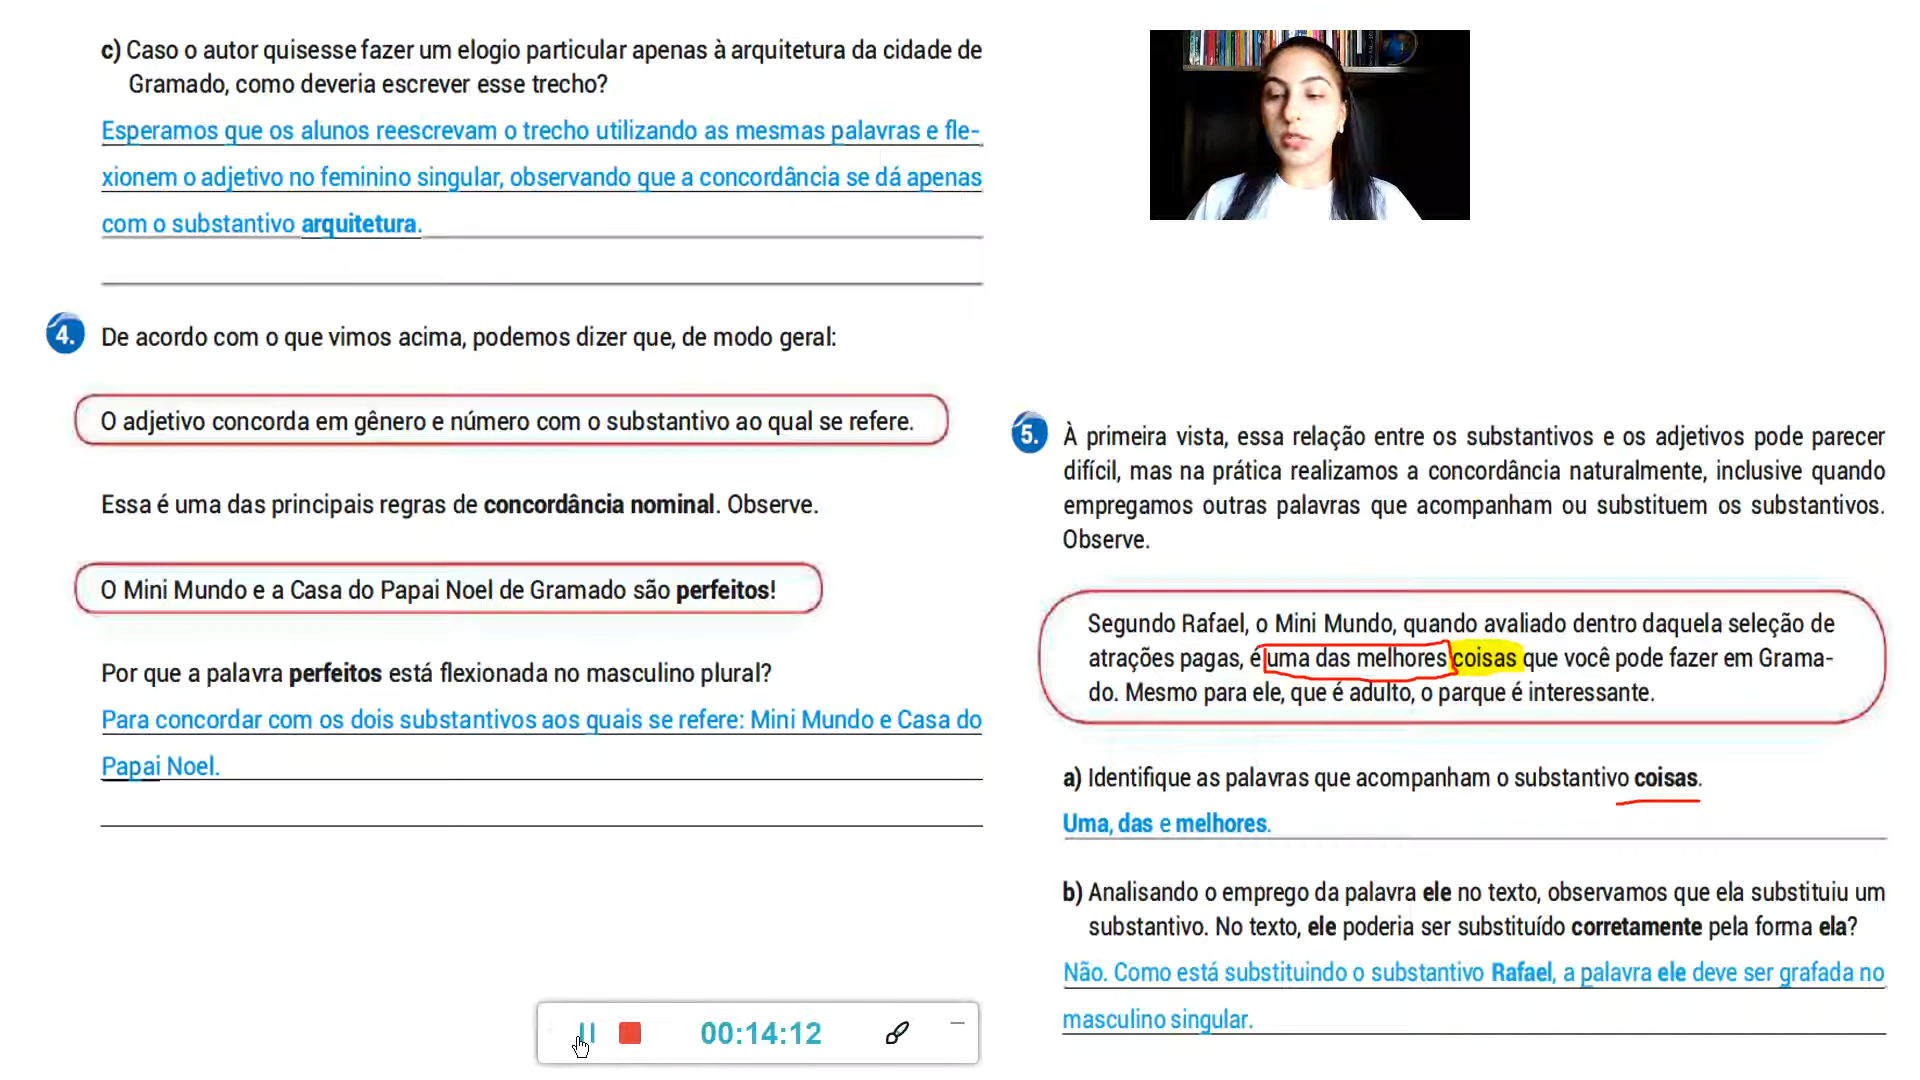 c) Caso o autor quisesse fazer um elogio particular apenas à arquitetura da cidade de
Gramado, como deveria escrever esse trecho?
Esperamos que os alunos reescrevam o trecho utilizando as mesmas palavras e fle-
xionem o adjetivo no feminino singular, observando que a concordância se dá apenas
com o substantivo arquitetura.
4. De acordo com o que vimos acima, podemos dizer que, de modo geral:
O adjetivo concorda em gênero e número com o substantivo ao qual se refere.
Essa é uma das principais regras de concordância nominal. Observe.
O Mini Mundo e a Casa do Papai Noel de Gramado são perfeitos!
Por que a palavra perfeitos está flexionada no masculino plural?
Para concordar com os dois substantivos aos quais se refere: Mini Mundo e Casa do
Papai Noel.
00:14:12
5. À primeira vista, essa relação entre os substantivos e os adjetivos pode parecer
difícil, mas na prática realizamos a concordância naturalmente, inclusive quando
empregamos outras palavras que acompanham ou substituem os substantivos.
Observe.
Segundo Rafael, o Mini Mundo, quando avaliado dentro daquela seleção de
atrações pagas, é uma das melhores coisas que você pode fazer em Grama-
do. Mesmo para ele, que é adulto, o parque é interessante.
a) Identifique as palavras que acompanham o substantivo coisas.
Uma, das e melhores.
b) Analisando o emprego da palavra ele no texto, observamos que ela substituiu um
substantivo. No texto, ele poderia ser substituído corretamente pela forma ela?
Não. Como está substituindo o substantivo Rafael, a palavra ele deve ser grafada no
masculino singular.